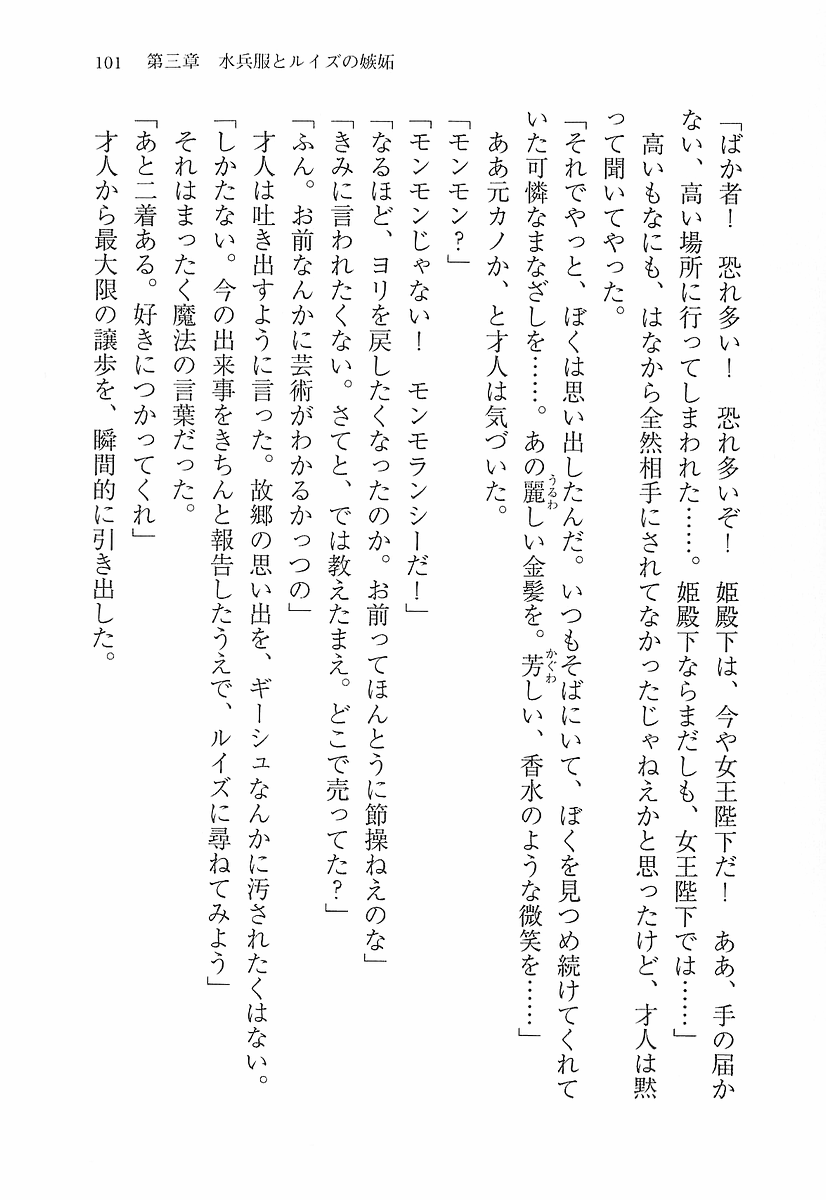 101　第三章　水兵服とルイズの嫉妬
「ばか者！　恐れ多い！　恐れ多いぞ！　姫殿下は、今や女王陛下だ！　ああ、手の届か
ない、高い場所に行ってしまわれた……。姫殿下ならまだしも、女王陛下では……」
　高いもなにも、はなから全然相手にされてなかったじゃねえかと思ったけど、才人は黙
って聞いてやった。
「それでやっと、ぼくは思い出したんだ。いつもそばにいて、ぼくを見つめ続けてくれて
いた可憐なまなざしを……。あの麗しい金髪を。芳しい、香水のような微笑を……」
うるわ
かぐわ
　ああ元カノか、と才人は気づいた。
「モンモン？」
「モンモンじゃない！　モンモランシーだ！」
「なるほど、ヨリを戻したくなったのか。お前ってほんとうに節操ねえのな」
「きみに言われたくない。さてと、では教えたまえ。どこで売ってた？」
「ふん。お前なんかに芸術がわかるかっつの」
　才人は吐き出すように言った。故郷の思い出を、ギーシュなんかに汚されたくはない。
「しかたない。今の出来事をきちんと報告したうえで、ルイズに尋ねてみよう」
　それはまったく魔法の言葉だった。
「あと二着ある。好きにつかってくれ」
　才人から最大限の譲歩を、瞬間的に引き出した。